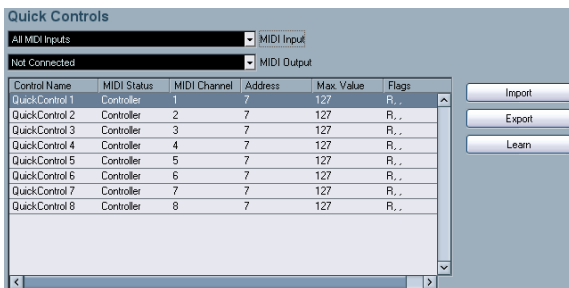 Quick Controls
All MIDI Inputs MIDI Input
Not Connected MIDI Output
Control Name MIDI Status MIDI Channel Address Max. Value Flags
QuickControl 1 Controller 1 7 127 R, ,
QuickControl 2 Controller 2 7 127 R, ,
QuickControl 3 Controller 3 7 127 R, ,
QuickControl 4 Controller 4 7 127 R, ,
QuickControl 5 Controller 5 7 127 R, ,
QuickControl 6 Controller 6 7 127 R, ,
QuickControl 7 Controller 7 7 127 R, ,
QuickControl 8 Controller 8 7 127 R, ,
Import
Export
Learn